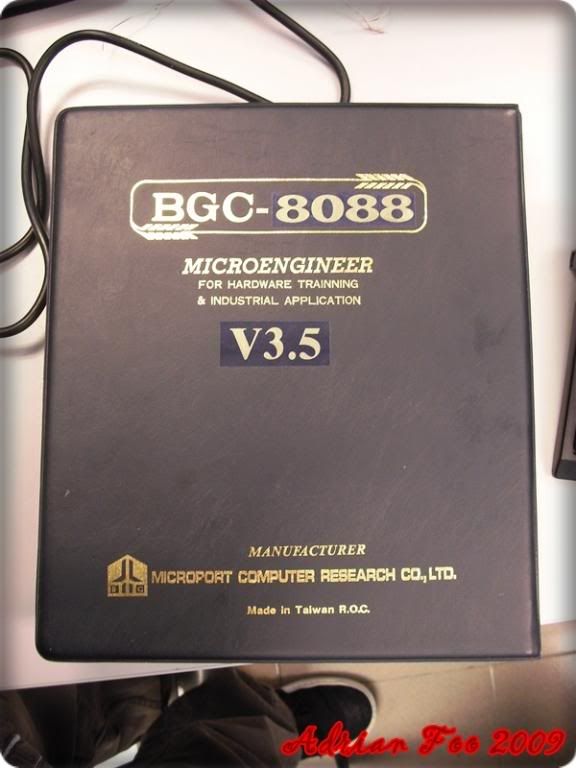 BGC-8088
MICROENGINEER
FOR HARDWARE TRAINNING
& INDUSTRIAL APPLICATION
V3.5
MANUFACTURER
MICROPORT COMPUTER RESEARCH CO., LTD.
Made in Taiwan R.O.C.
Adrian Foo 2009